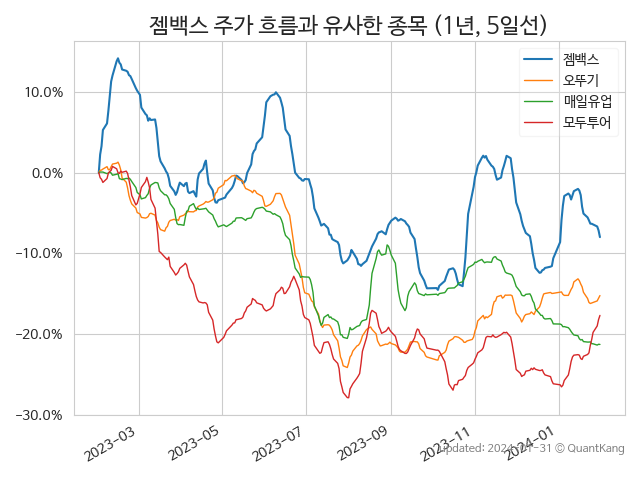 젬백스 주가 흐름과 유사한 종목 (1년, 5일선)
젬백스
오뚜기
매일유업
모두투어
10.0%
0.0%
−10.0%
−20.0%
−30.0%
2023-03
2023-05
2023-07
2023-09
2023-11
2024-01
updated: 2024-01-31 © QuantKang